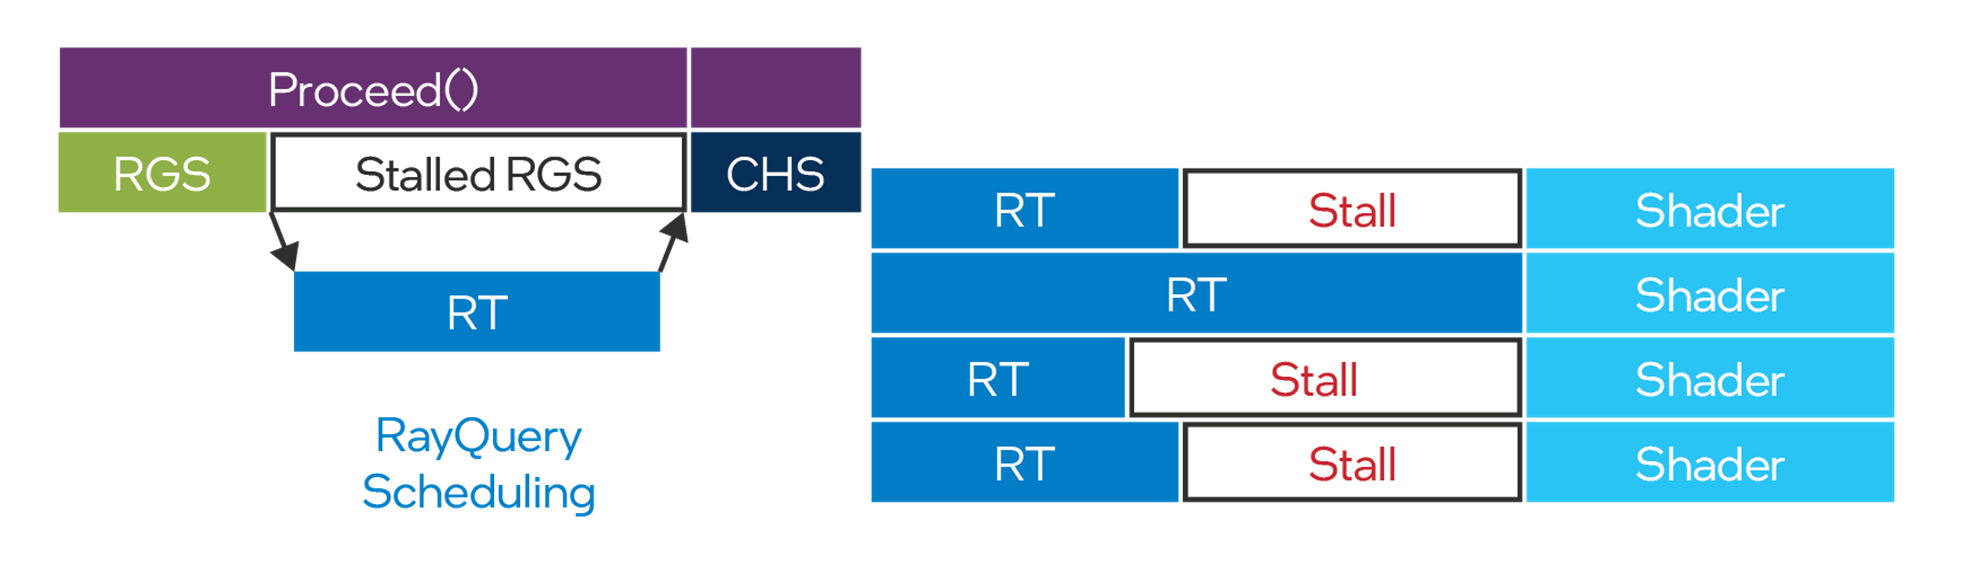 Proceed()
RGS
Stalled RGS
CHS
RT
RayQuery
Scheduling
RT
Stall
Shader
RT
Shader
RT
Stall
Shader
RT
Stall
Shader